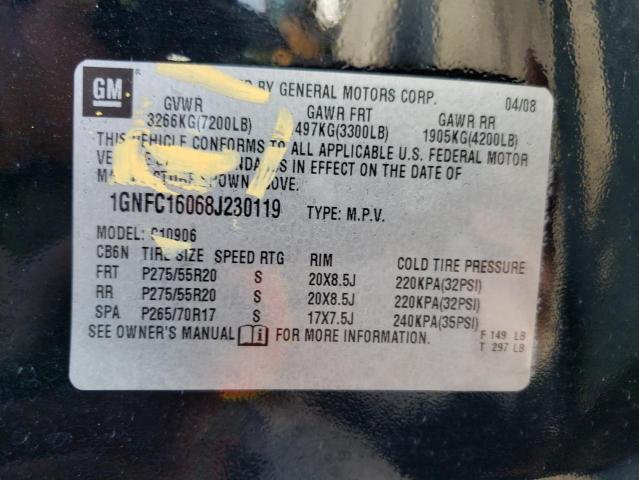 GM ®
BY GENERAL MOTORS CORP. 04/08
GVWR GAWR FRT GAWR RR
3266KG(7200LB) 497KG(3300LB) 1905KG(4200LB)
THIS VEHICLE CONFORMS TO ALL APPLICABLE U.S. FEDERAL MOTOR
IN EFFECT ON THE DATE OF
SHOWN ABOVE.
1GNFC16068J230119 TYPE: M.P.V.
MODEL: C10906
CB6N TIRE SIZE SPEED RTG RIM COLD TIRE PRESSURE
FRT P275/55R20 S 20X8.5J 220KPA(32PSI)
RR P275/55R20 S 20X8.5J 220KPA(32PSI)
SPA P265/70R17 S 17X7.5J 240KPA(35PSI)
SEE OWNER'S MANUAL FOR MORE INFORMATION.
F 149 LB
T 297 LB